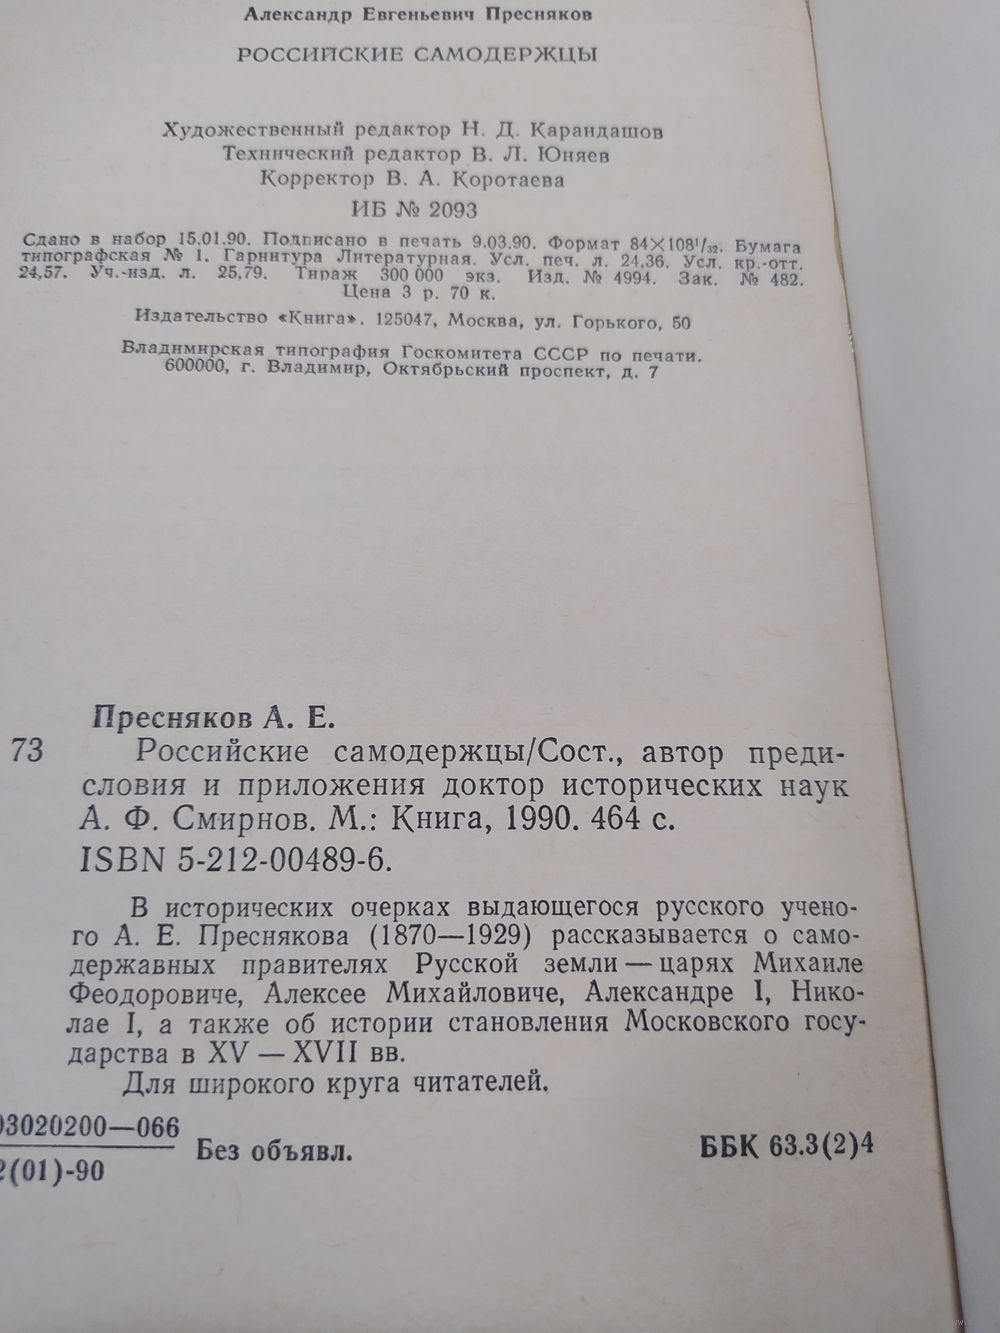 Александр Евгеньевич Пресняков
РОССИЙСКИЕ САМОДЕРЖЦЫ
Художественный редактор Н. Д. Карандашов
Технический редактор В. Л. Юняев
Корректор В. А. Коротаева
ИБ № 2093
Сдано в набор 15.01.90. Подписано в печать 9.03.90. Формат 84×108¹/₃₂. Бумага
типографская № 1. Гарнитура Литературная. Усл. печ. л. 24,36. Усл. кр.-отт.
24,57. Уч.-изд. л. 25,79. Тираж 300 000 экз. Изд. № 4994. Зак. № 482.
Цена 3 р. 70 к.
Издательство «Книга». 125047, Москва, ул. Горького, 50
Владимирская типография Госкомитета СССР по печати.
600000, г. Владимир, Октябрьский проспект, д. 7
Пресняков А. Е.
73 Российские самодержцы/Сост., автор преди-
словия и приложения доктор исторических наук
А. Ф. Смирнов. М.: Книга, 1990. 464 с.
ISBN 5-212-00489-6.
В исторических очерках выдающегося русского учено-
го А. Е. Преснякова (1870—1929) рассказывается о само-
державных правителях Русской земли — царях Михаиле
Феодоровиче, Алексее Михайловиче, Александре I, Нико-
лае I, а также об истории становления Московского госу-
дарства в XV — XVII вв.
Для широкого круга читателей.
03020200—066
2(01)-90
Без объявл.
ББК 63.3(2)4